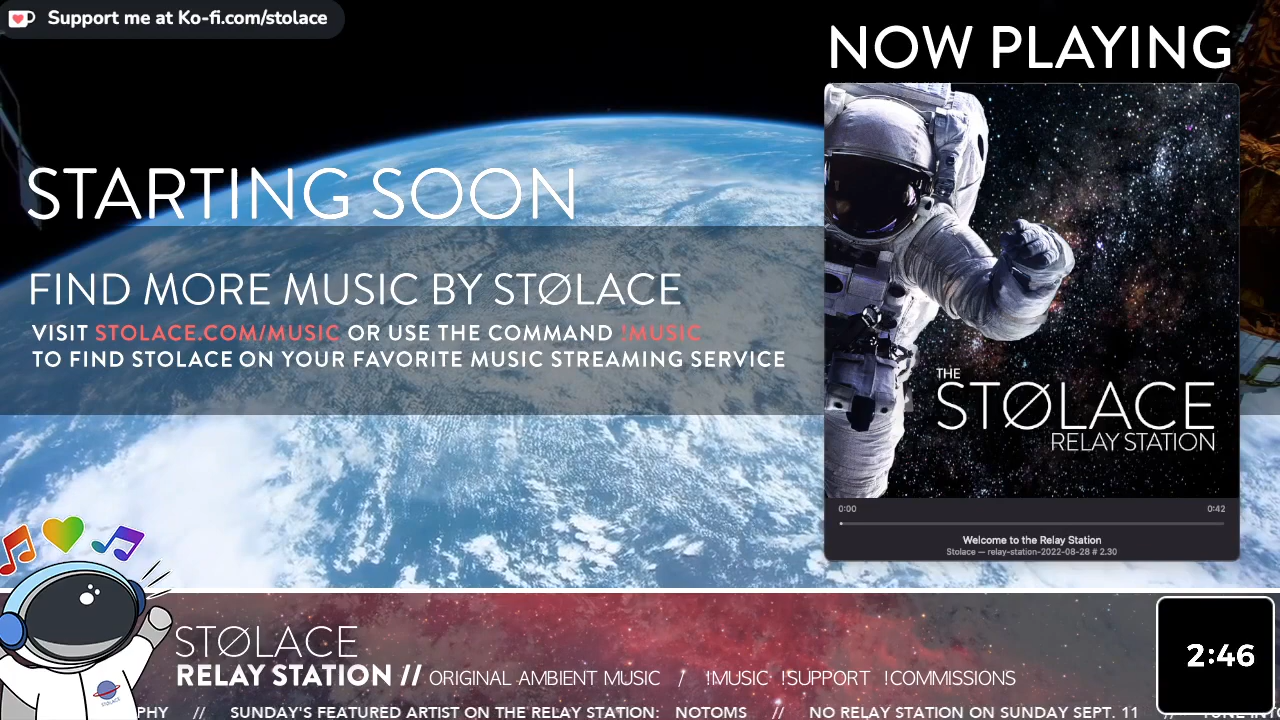 Support me at Ko-fi.com/stolace
NOW PLAYING
STARTING SOON
FIND MORE MUSIC BY STØLACE
VISIT STOLACE.COM/MUSIC OR USE THE COMMAND !MUSIC
TO FIND STOLACE ON YOUR FAVORITE MUSIC STREAMING SERVICE
THE
STØLACE
RELAY STATION
0:00 0:42
Welcome to the Relay Station
Stolace — relay-station-2022-08-28 # 2.30
STØLACE
RELAY STATION // ORIGINAL AMBIENT MUSIC / !MUSIC !SUPPORT !COMMISSIONS
2:46
STØLACE
PHY // SUNDAY'S FEATURED ARTIST ON THE RELAY STATION: NOTOMS // NO RELAY STATION ON SUNDAY SEPT. 11 //